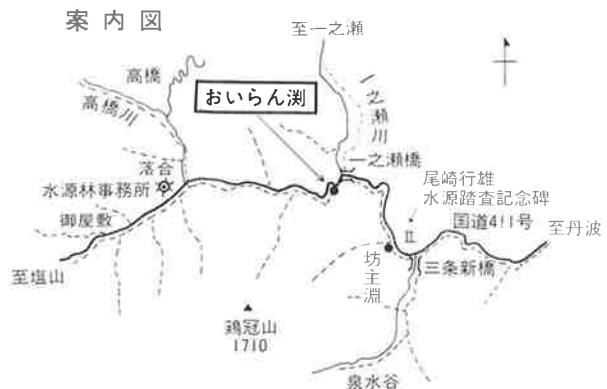 案内図
至一之瀬
高橋
高橋川
おいらん渕
一之瀬川
落合
一之瀬橋
水源林事務所
尾崎行雄
水源踏査記念碑
御屋敷
国道411号
至丹波
至塩山
坊主淵
三条新橋
鶏冠山
1710
泉水谷